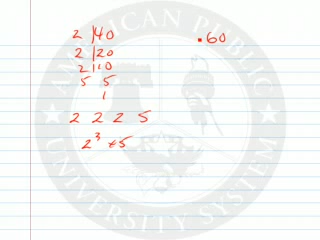 2 | 40
.60
2 | 20
2 | 10
5 5
1
2 2 2 5
2³ * 5
AMERICAN PUBLIC
UNIVERSITY SYSTEM